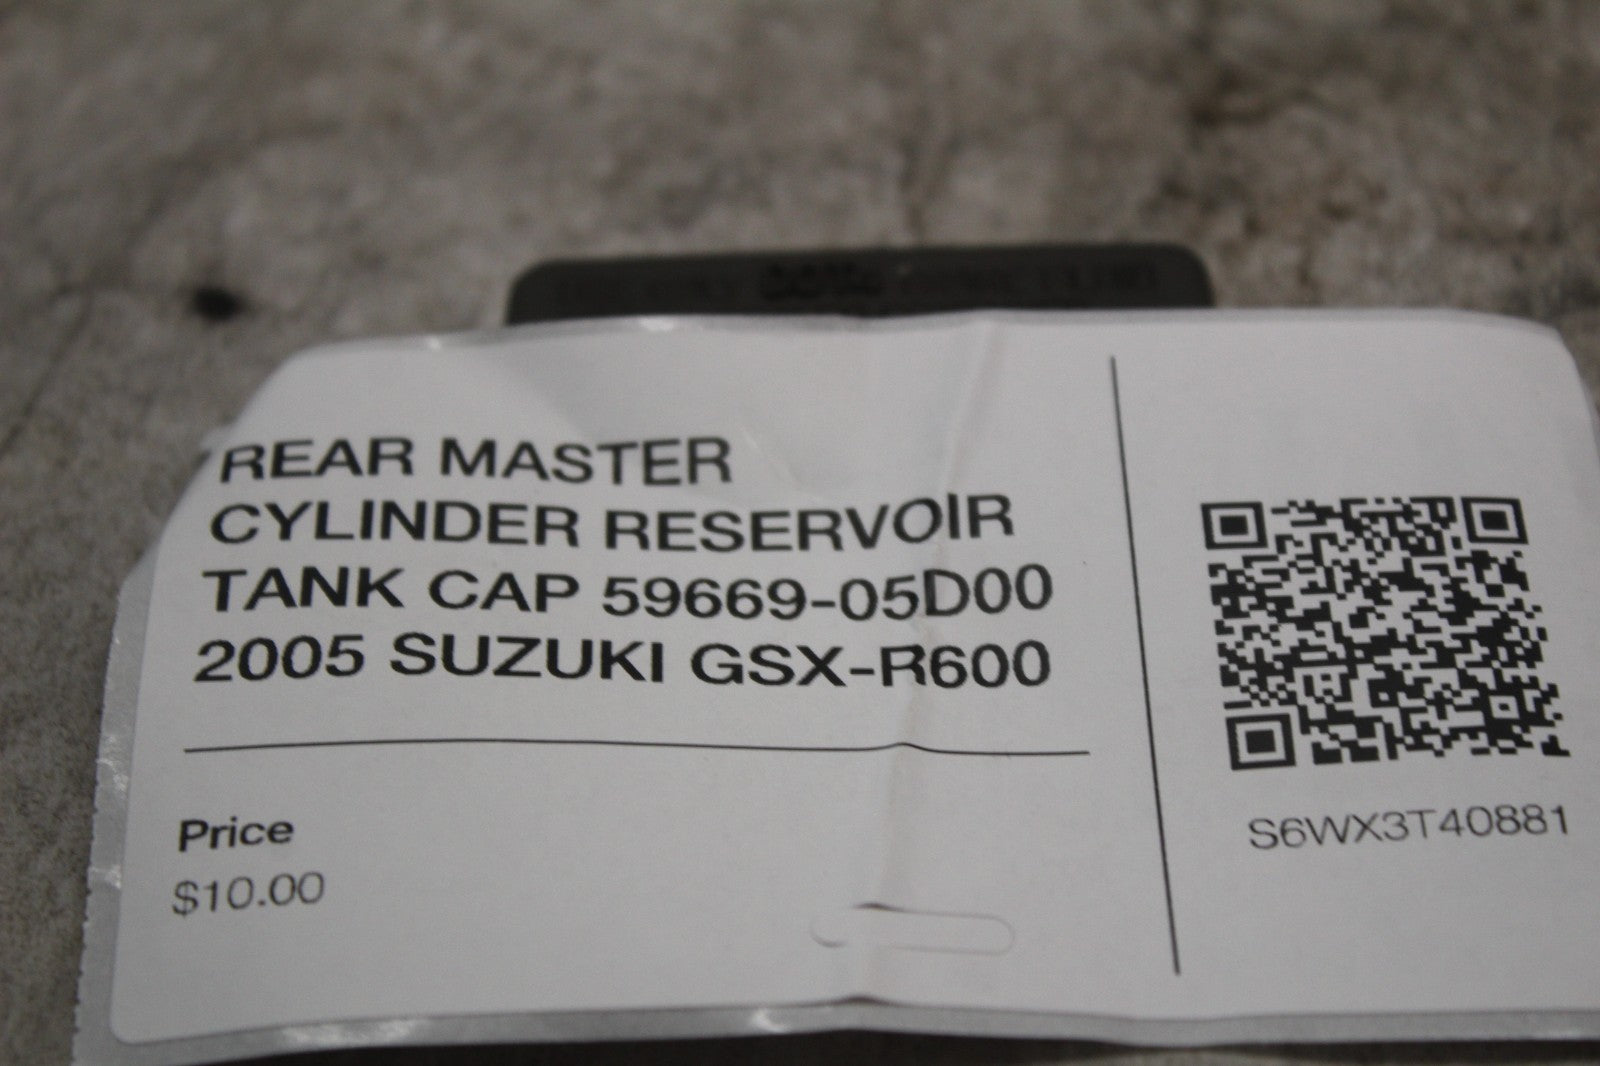 REAR MASTER
CYLINDER RESERVOIR
TANK CAP 59669-05D00
2005 SUZUKI GSX-R600
Price
$10.00
S6WX3T40881